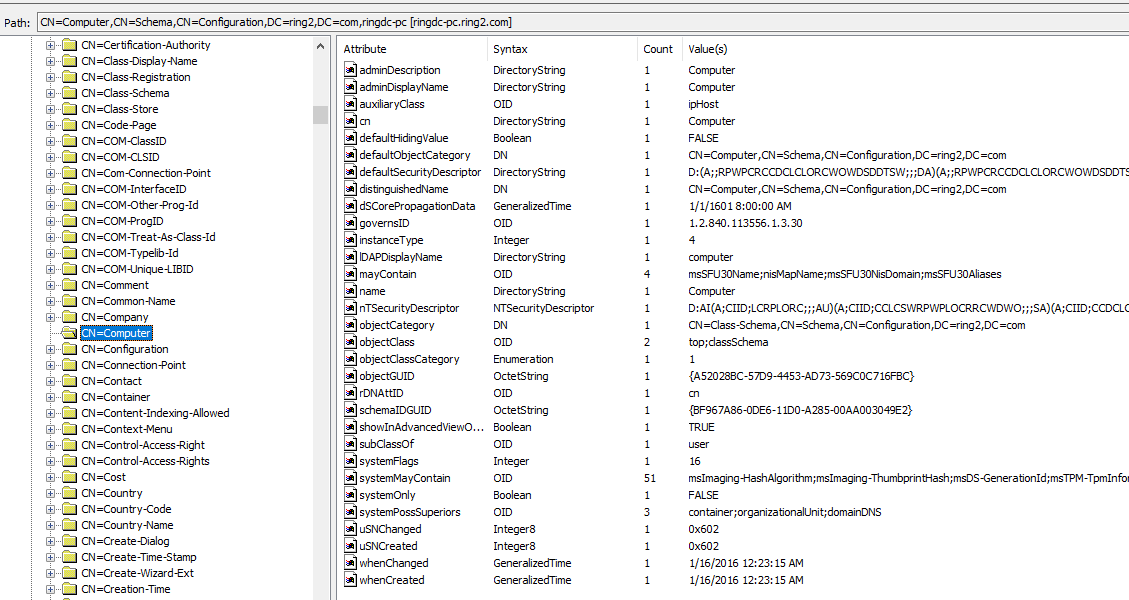 Path: CN=Computer,CN=Schema,CN=Configuration,DC=ring2,DC=com,ringdc-pc [ringdc-pc.ring2.com]
CN=Certification-Authority
CN=Class-Display-Name
CN=Class-Registration
CN=Class-Schema
CN=Class-Store
CN=Code-Page
CN=COM-ClassID
CN=COM-CLSID
CN=Com-Connection-Point
CN=COM-InterfaceID
CN=COM-Other-Prog-Id
CN=COM-ProgID
CN=COM-Treat-As-Class-Id
CN=COM-Typelib-Id
CN=COM-Unique-LIBID
CN=Comment
CN=Common-Name
CN=Company
CN=Computer
CN=Configuration
CN=Connection-Point
CN=Contact
CN=Container
CN=Content-Indexing-Allowed
CN=Context-Menu
CN=Control-Access-Right
CN=Control-Access-Rights
CN=Cost
CN=Country
CN=Country-Code
CN=Country-Name
CN=Create-Dialog
CN=Create-Time-Stamp
CN=Create-Wizard-Ext
CN=Creation-Time
Attribute Syntax Count Value(s)
adminDescription DirectoryString 1 Computer
adminDisplayName DirectoryString 1 Computer
auxiliaryClass OID 1 ipHost
cn DirectoryString 1 Computer
defaultHidingValue Boolean 1 FALSE
defaultObjectCategory DN 1 CN=Computer,CN=Schema,CN=Configuration,DC=ring2,DC=com
defaultSecurityDescriptor DirectoryString 1 D:(A;;RPWPCRCCDCLCLORCWOWDSDDTSW;;;DA)(A;;RPWPCRCCDCLCLORCWOWDSDDTS
distinguishedName DN 1 CN=Computer,CN=Schema,CN=Configuration,DC=ring2,DC=com
dSCorePropagationData GeneralizedTime 1 1/1/1601 8:00:00 AM
governsID OID 1 1.2.840.113556.1.3.30
instanceType Integer 1 4
lDAPDisplayName DirectoryString 1 computer
mayContain OID 4 msSFU30Name;nisMapName;msSFU30NisDomain;msSFU30Aliases
name DirectoryString 1 Computer
nTSecurityDescriptor NTSecurityDescriptor 1 D:AI(A;CIID;LCRPLORC;;;AU)(A;CIID;CCLCSWRPWPLOCRRCWDWO;;;SA)(A;CIID;CCDCLC
objectCategory DN 1 CN=Class-Schema,CN=Schema,CN=Configuration,DC=ring2,DC=com
objectClass OID 2 top;classSchema
objectClassCategory Enumeration 1 1
objectGUID OctetString 1 {A52028BC-57D9-4453-AD73-569C0C716FBC}
rDNAttID OID 1 cn
schemaIDGUID OctetString 1 {BF967A86-0DE6-11D0-A285-00AA003049E2}
showInAdvancedViewO... Boolean 1 TRUE
subClassOf OID 1 user
systemFlags Integer 1 16
systemMayContain OID 51 msImaging-HashAlgorithm;msImaging-ThumbprintHash;msDS-GenerationId;msTPM-TpmInfor
systemOnly Boolean 1 FALSE
systemPossSuperiors OID 3 container;organizationalUnit;domainDNS
uSNChanged Integer8 1 0x602
uSNCreated Integer8 1 0x602
whenChanged GeneralizedTime 1 1/16/2016 12:23:15 AM
whenCreated GeneralizedTime 1 1/16/2016 12:23:15 AM